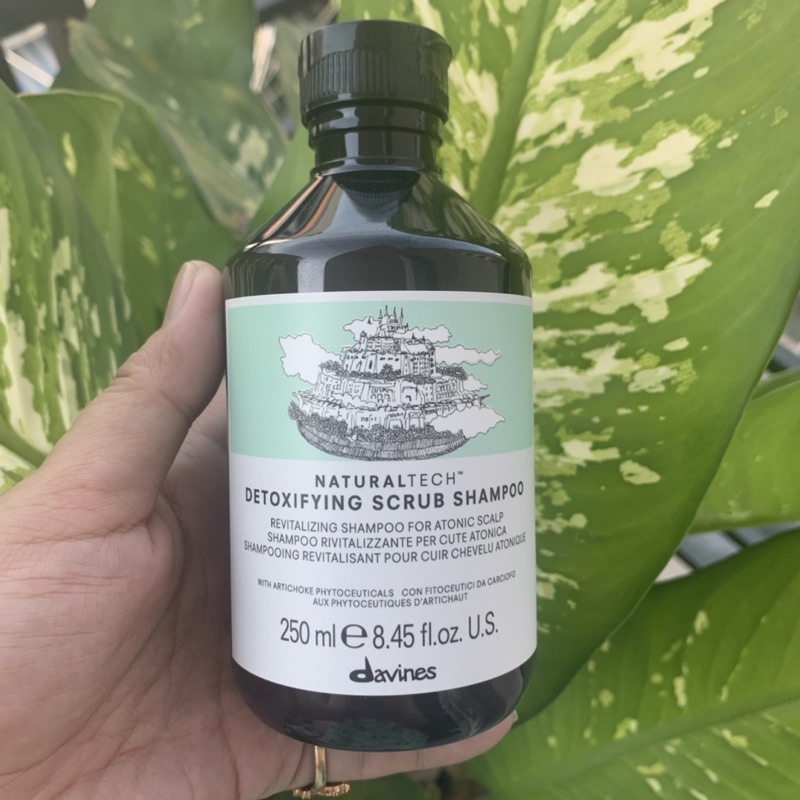 NATURALTECH™
DETOXIFYING SCRUB SHAMPOO
REVITALIZING SHAMPOO FOR ATONIC SCALP
SHAMPOO RIVITALIZZANTE PER CUTE ATONICA
SHAMPOOING REVITALISANT POUR CUIR CHEVELU ATONIQUE
WITH ARTICHOKE PHYTOCEUTICALS CON FITOCEUTICI DA CARCIOFO
AUX PHYTOCEUTIQUES D'ARTICHAUT
250 ml ℮ 8.45 fl.oz. U.S.
davines